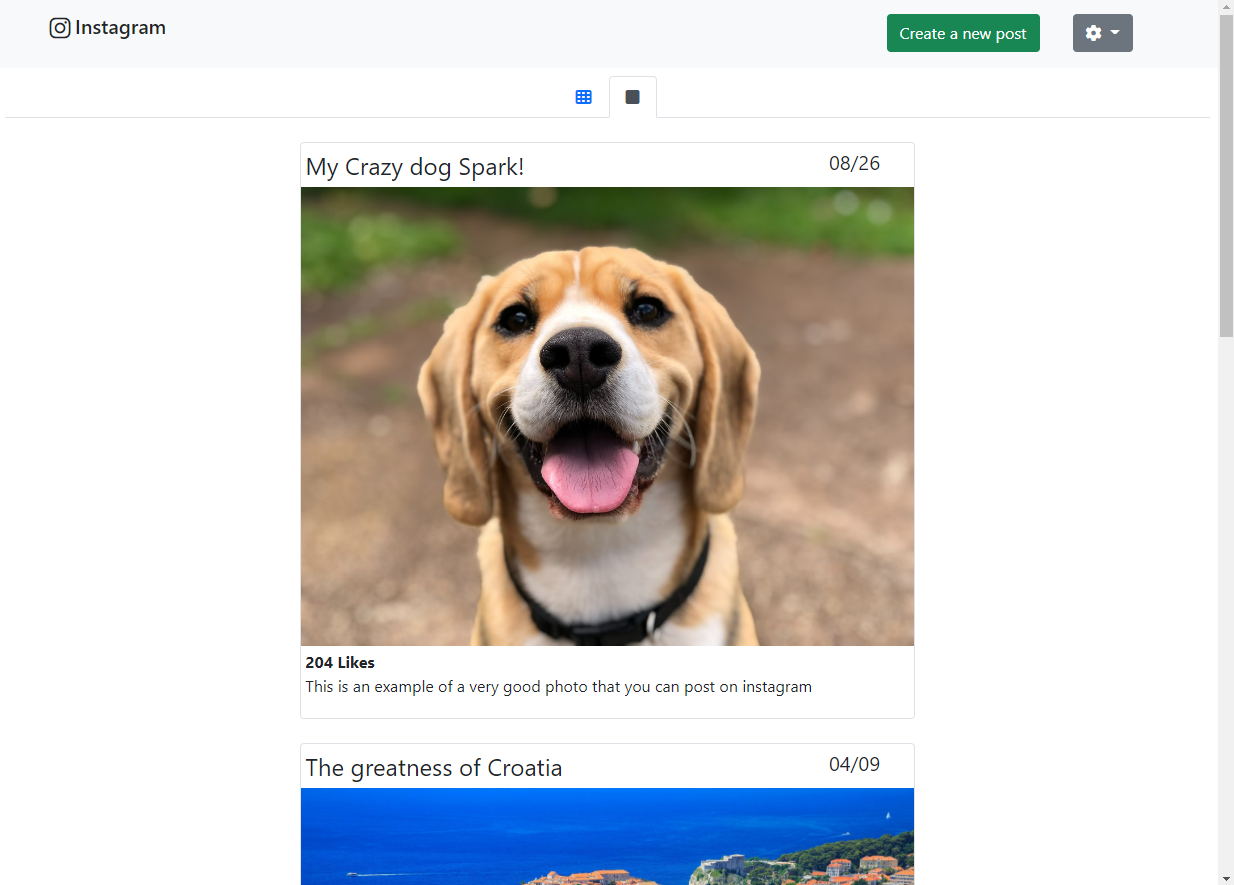 Instagram
Create a new post
My Crazy dog Spark!
08/26
204 Likes
This is an example of a very good photo that you can post on instagram
The greatness of Croatia
04/09